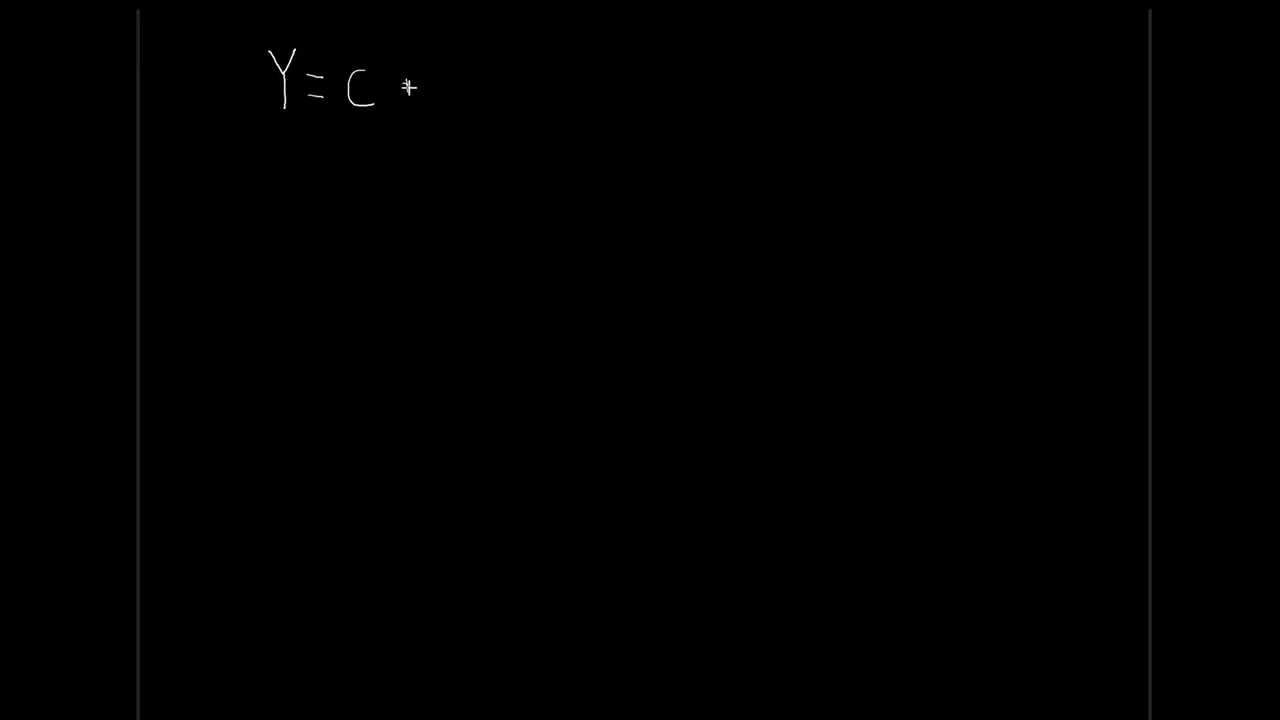 Y = C +